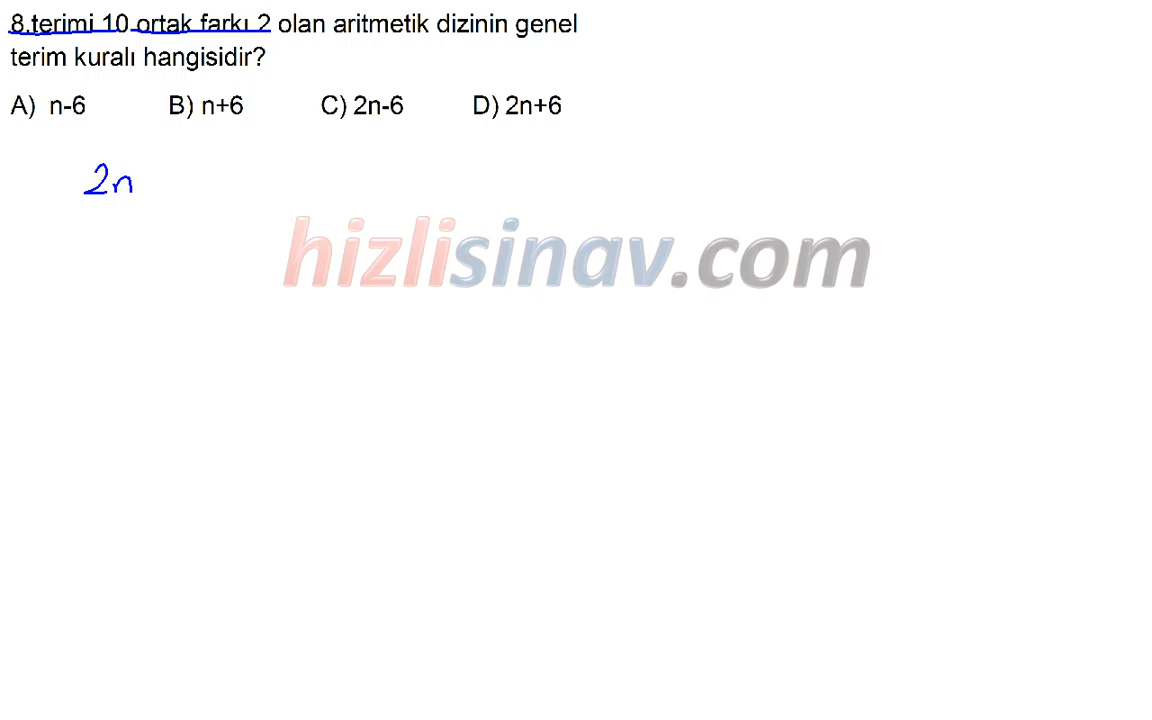 8.terimi 10 ortak farkı 2 olan aritmetik dizinin genel
terim kuralı hangisidir?
A) n-6 B) n+6 C) 2n-6 D) 2n+6
2n
hizlisinav.com